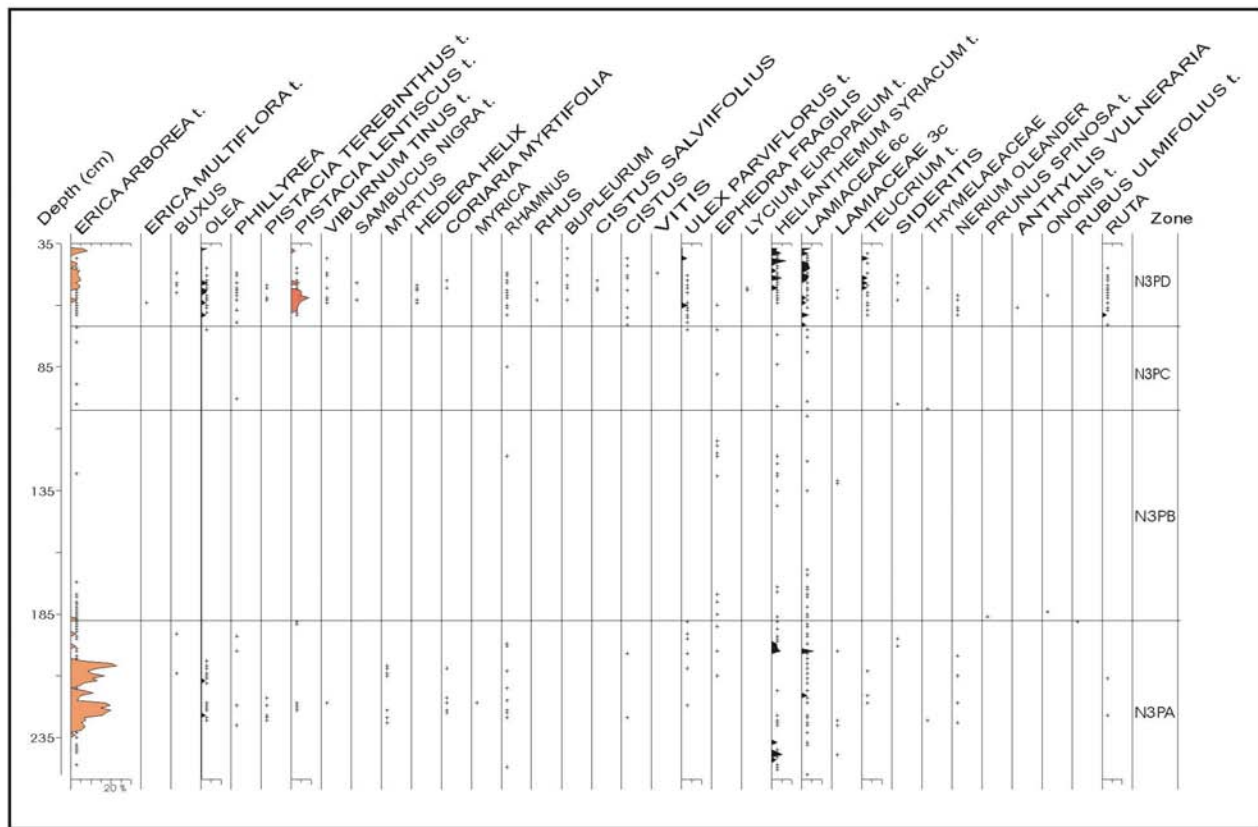 Depth (cm)
ERICA ARBOREA t.
ERICA MULTIFLORA t.
BUXUS
OLEA
PHILLYREA
PISTACIA TEREBINTHUS t.
PISTACIA LENTISCUS t.
VIBURNUM TINUS t.
SAMBUCUS NIGRA t.
MYRTUS
HEDERA HELIX
CORIARIA MYRTIFOLIA
MYRICA
RHAMNUS
RHUS
BUPLEURUM
CISTUS SALVIIFOLIUS
CISTUS
VITIS
ULEX PARVIFLORUS t.
EPHEDRA FRAGILIS
LYCIUM EUROPAEUM t.
HELIANTHEMUM SYRIACUM t.
LAMIACEAE 6c
LAMIACEAE 3c
TEUCRIUM t.
SIDERITIS
THYMELAEACEAE
NERIUM OLEANDER
PRUNUS SPINOSA t.
ANTHYLLIS VULNERARIA
ONONIS t.
RUBUS ULMIFOLIUS t.
RUTA
Zone
35
N3PD
85
N3PC
135
N3PB
185
N3PA
235
20 %